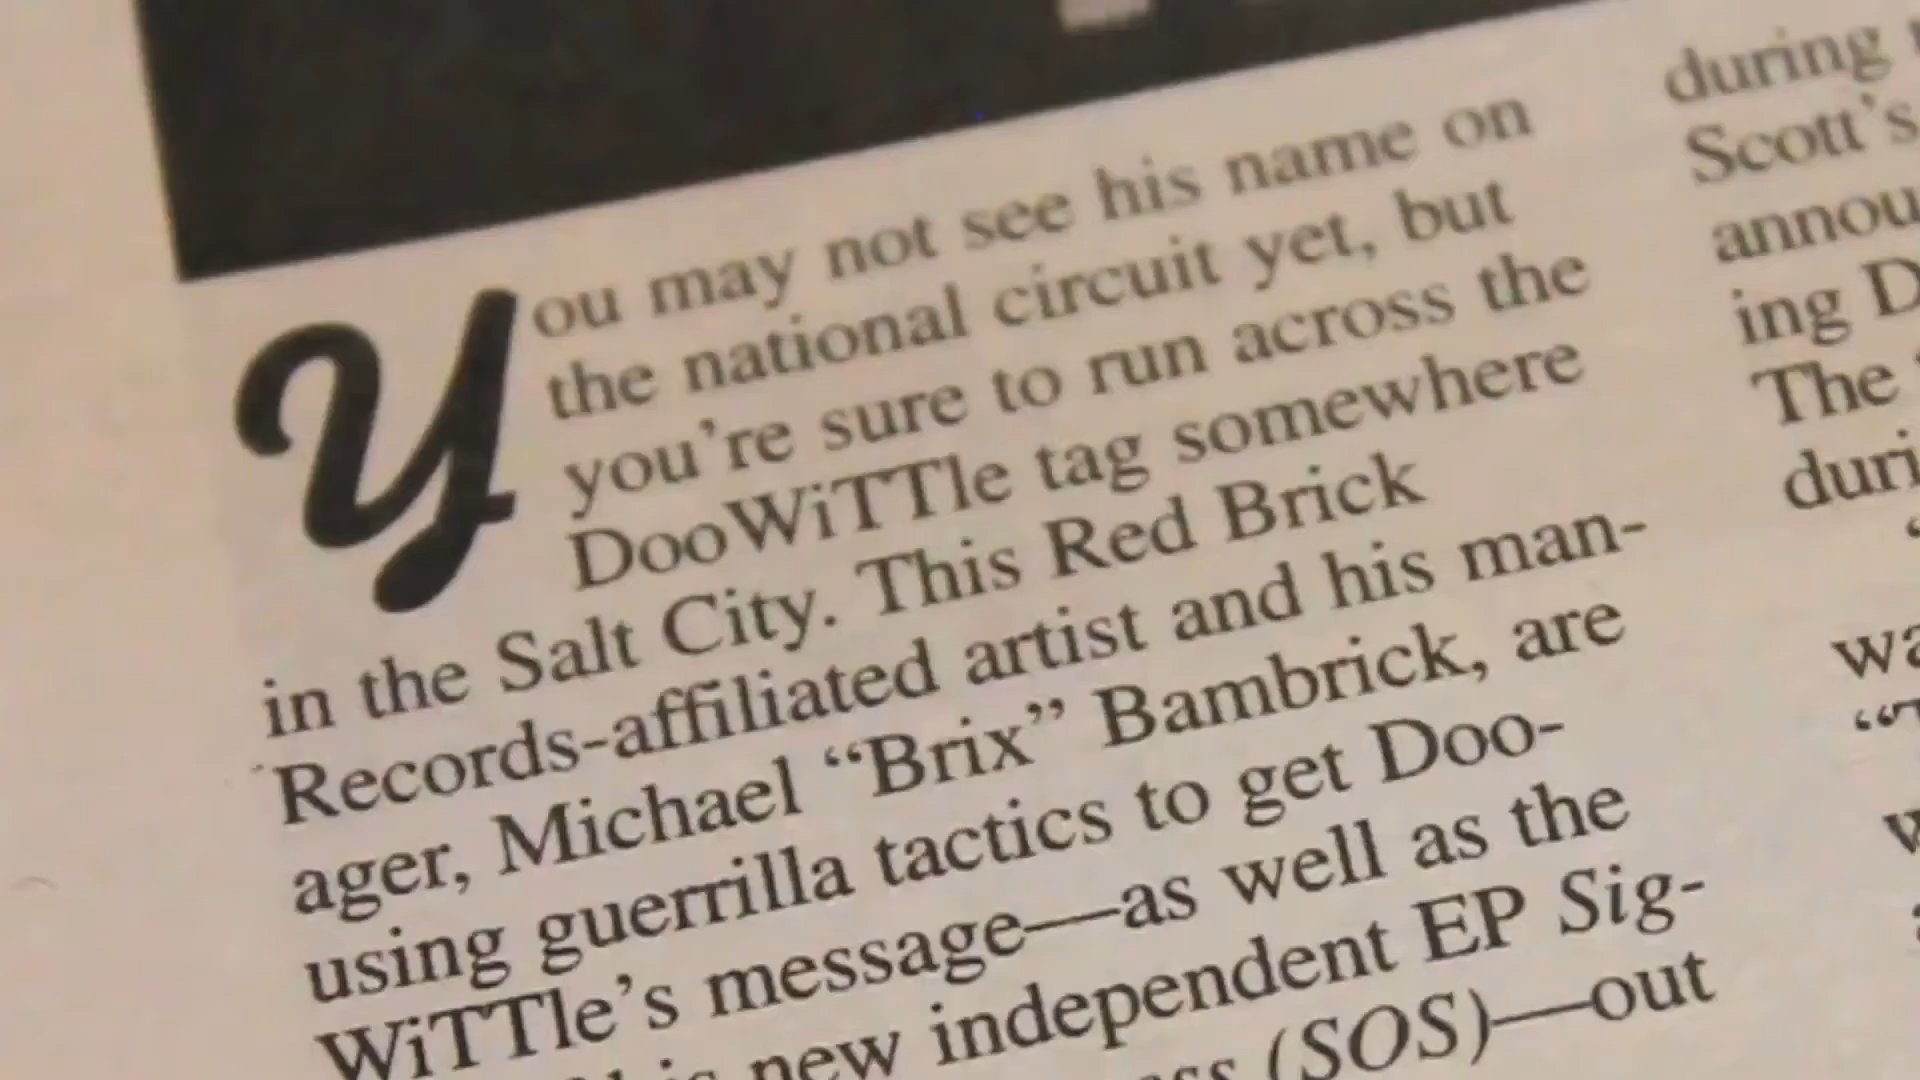 You may not see his name on
the national circuit yet, but
you're sure to run across the
DooWiTTle tag somewhere
in the Salt City. This Red Brick
Records-affiliated artist and his man-
ager, Michael “Brix” Bambrick, are
using guerrilla tactics to get Doo-
WiTTle’s message—as well as the
new independent EP Sig-
(SOS)—out
during
Scott’s
annou
ing D
The
duri
wa